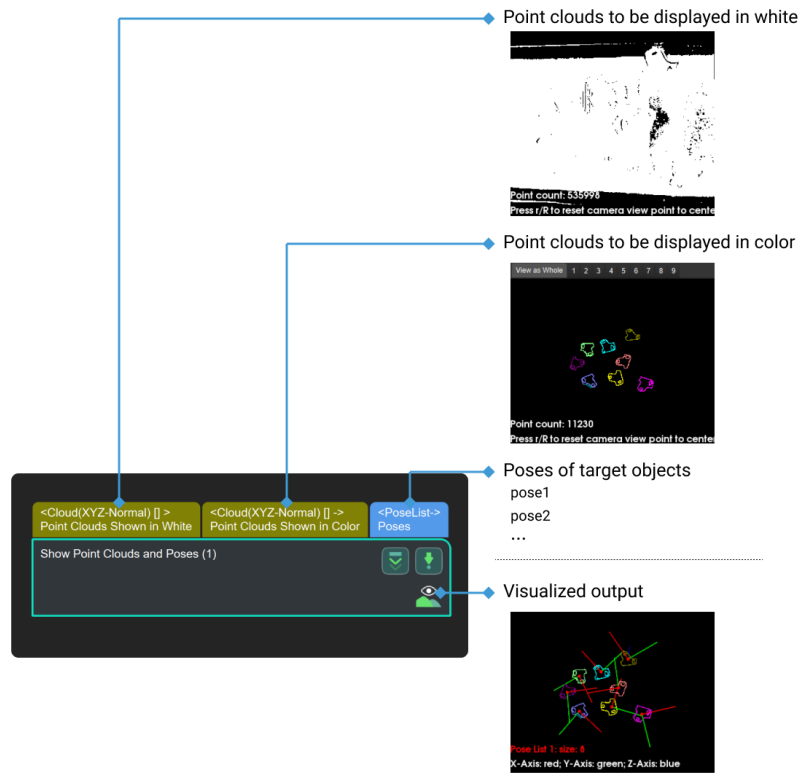 Point clouds to be displayed in white
Point count: 535998
Press r/R to reset camera view point to cente
Point clouds to be displayed in color
View as Whole 1 2 3 4 5 6 7 8 9
Point count: 11230
Press r/R to reset camera view point to center
Poses of target objects
pose1
pose2
...
<Cloud(XYZ-Normal) [] >
Point Clouds Shown in White
<Cloud(XYZ-Normal) [] ->
Point Clouds Shown in Color
<PoseList->
Poses
Show Point Clouds and Poses (1)
Visualized output
Pose List 1: size: 8
X-Axis: red; Y-Axis: green; Z-Axis: blue